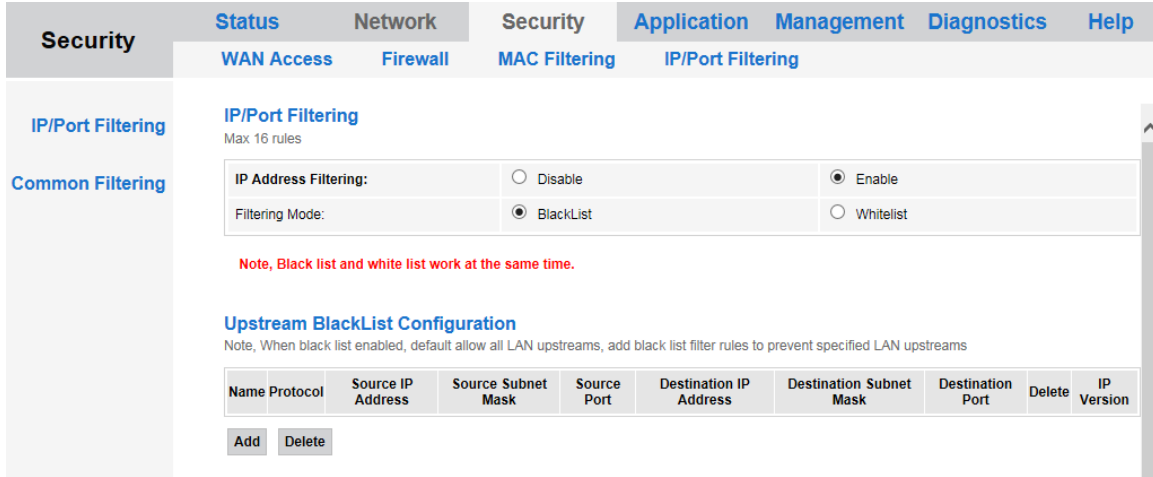 Security
Status Network Security Application Management Diagnostics Help
WAN Access Firewall MAC Filtering IP/Port Filtering
IP/Port Filtering
Common Filtering
IP/Port Filtering
Max 16 rules
IP Address Filtering: Disable Enable
Filtering Mode: BlackList Whitelist
Note, Black list and white list work at the same time.
Upstream BlackList Configuration
Note, When black list enabled, default allow all LAN upstreams, add black list filter rules to prevent specified LAN upstreams
Name Protocol Source IP Address Source Subnet Mask Source Port Destination IP Address Destination Subnet Mask Destination Port Delete IP Version
Add Delete